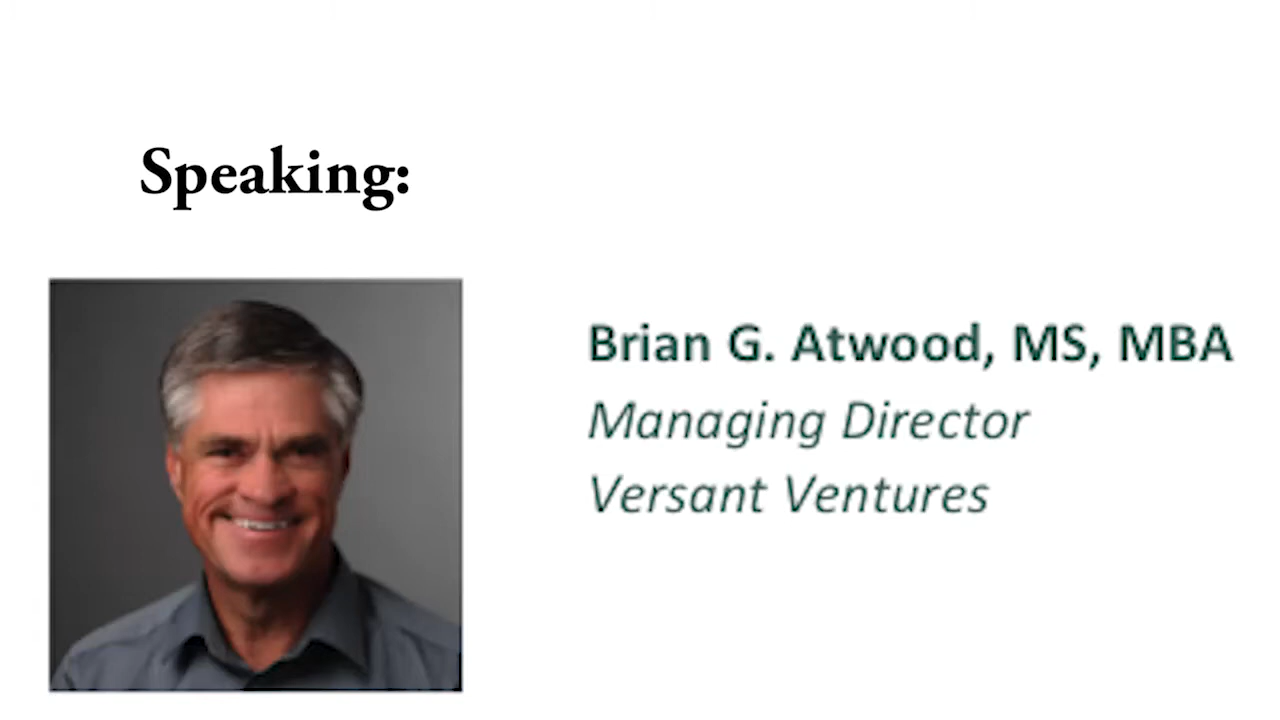 Speaking:
Brian G. Atwood, MS, MBA
Managing Director
Versant Ventures